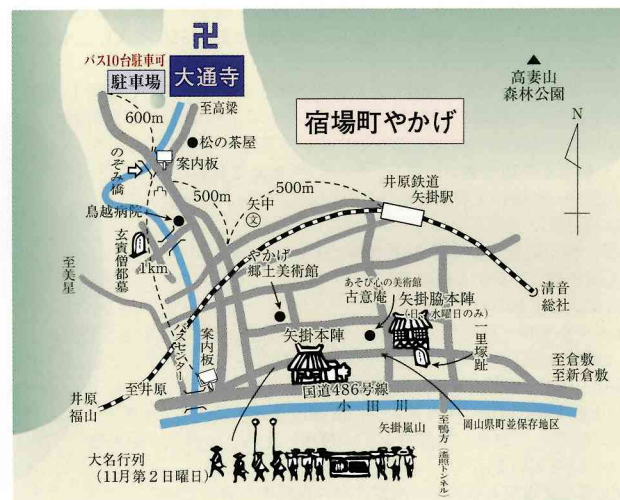 卍
バス10台駐車可
駐車場
大通寺
至高梁
600m
松の茶屋
案内板
のぞみ橋
宿場町やかげ
高妻山
森林公園
N
500m
500m
矢中
文
井原鉄道
矢掛駅
鳥越病院
玄賓僧都墓
1km
至美星
やかげ
郷土美術館
あそび心の美術館
古意庵
矢掛脇本陣
(日・水曜日のみ)
清音
総社
矢掛本陣
一里塚趾
バスセンター
案内板
至井原
井原
福山
国道486号線
至倉敷
至新倉敷
小田川
矢掛嵐山
至鴨方
(遙照トンネル)
岡山県町並保存地区
大名行列
(11月第2日曜日)